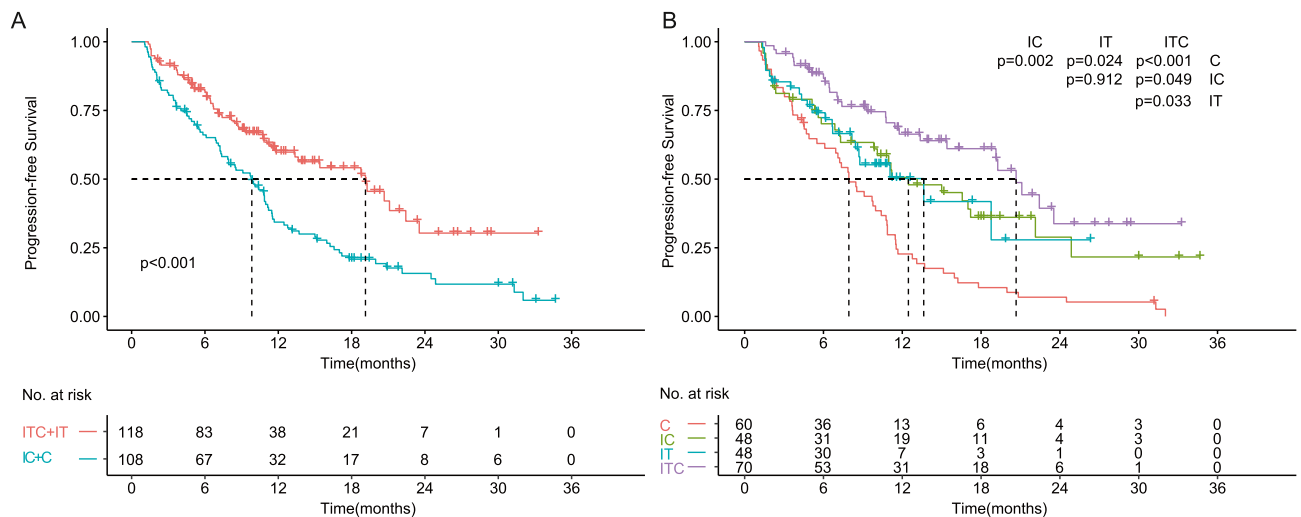 A
1.00
0.75
0.50
0.25
0.00
Progression-free Survival
p<0.001
0 6 12 18 24 30 36
Time(months)
No. at risk
ITC+IT 118 83 38 21 7 1 0
IC+C 108 67 32 17 8 6 0
0 6 12 18 24 30 36
Time(months)
B
IC IT ITC
p=0.002 p=0.024 p<0.001 C
p=0.912 p=0.049 IC
p=0.033 IT
1.00
0.75
0.50
0.25
0.00
Progression-free Survival
0 6 12 18 24 30 36
Time(months)
No. at risk
C 60 36 13 6 4 3 0
IC 48 31 19 11 4 3 0
IT 48 30 7 3 1 0 0
ITC 70 53 31 18 6 1 0
0 6 12 18 24 30 36
Time(months)